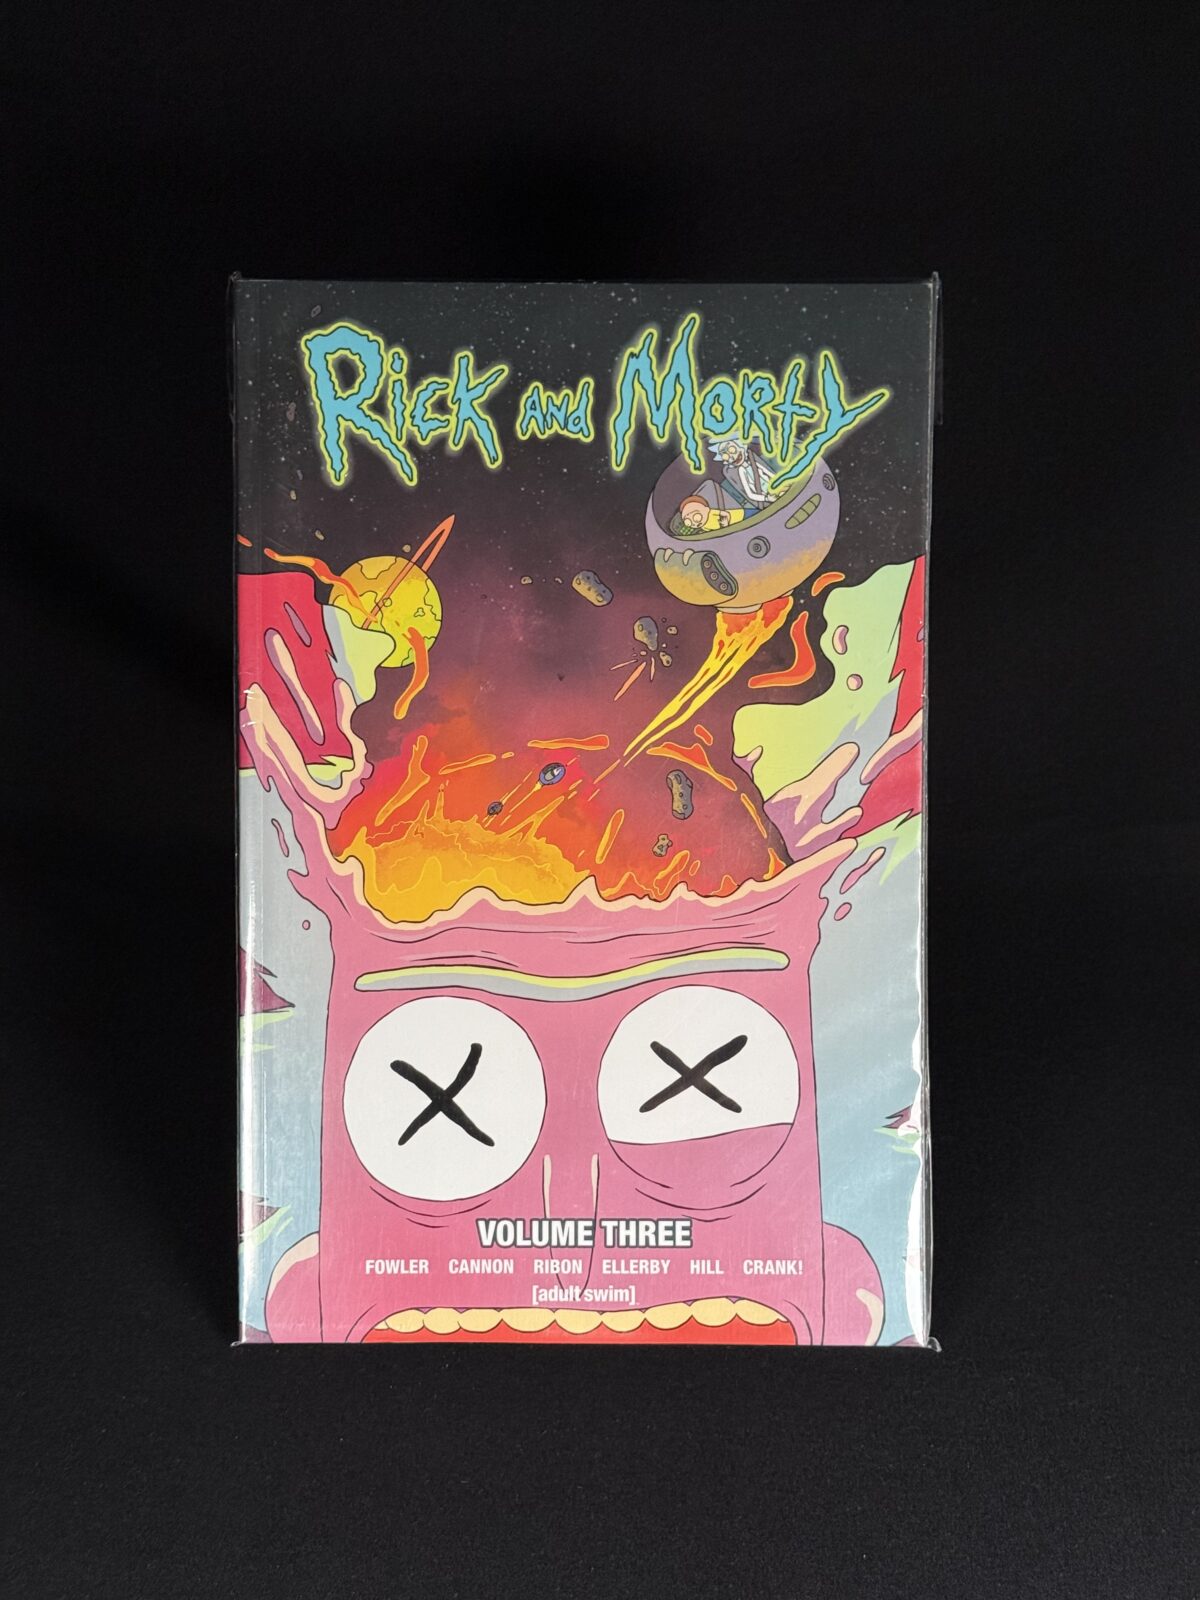 Rick and Morty
VOLUME THREE
FOWLER CANNON RIBON ELLERBY HILL CRANK!
[adult swim]